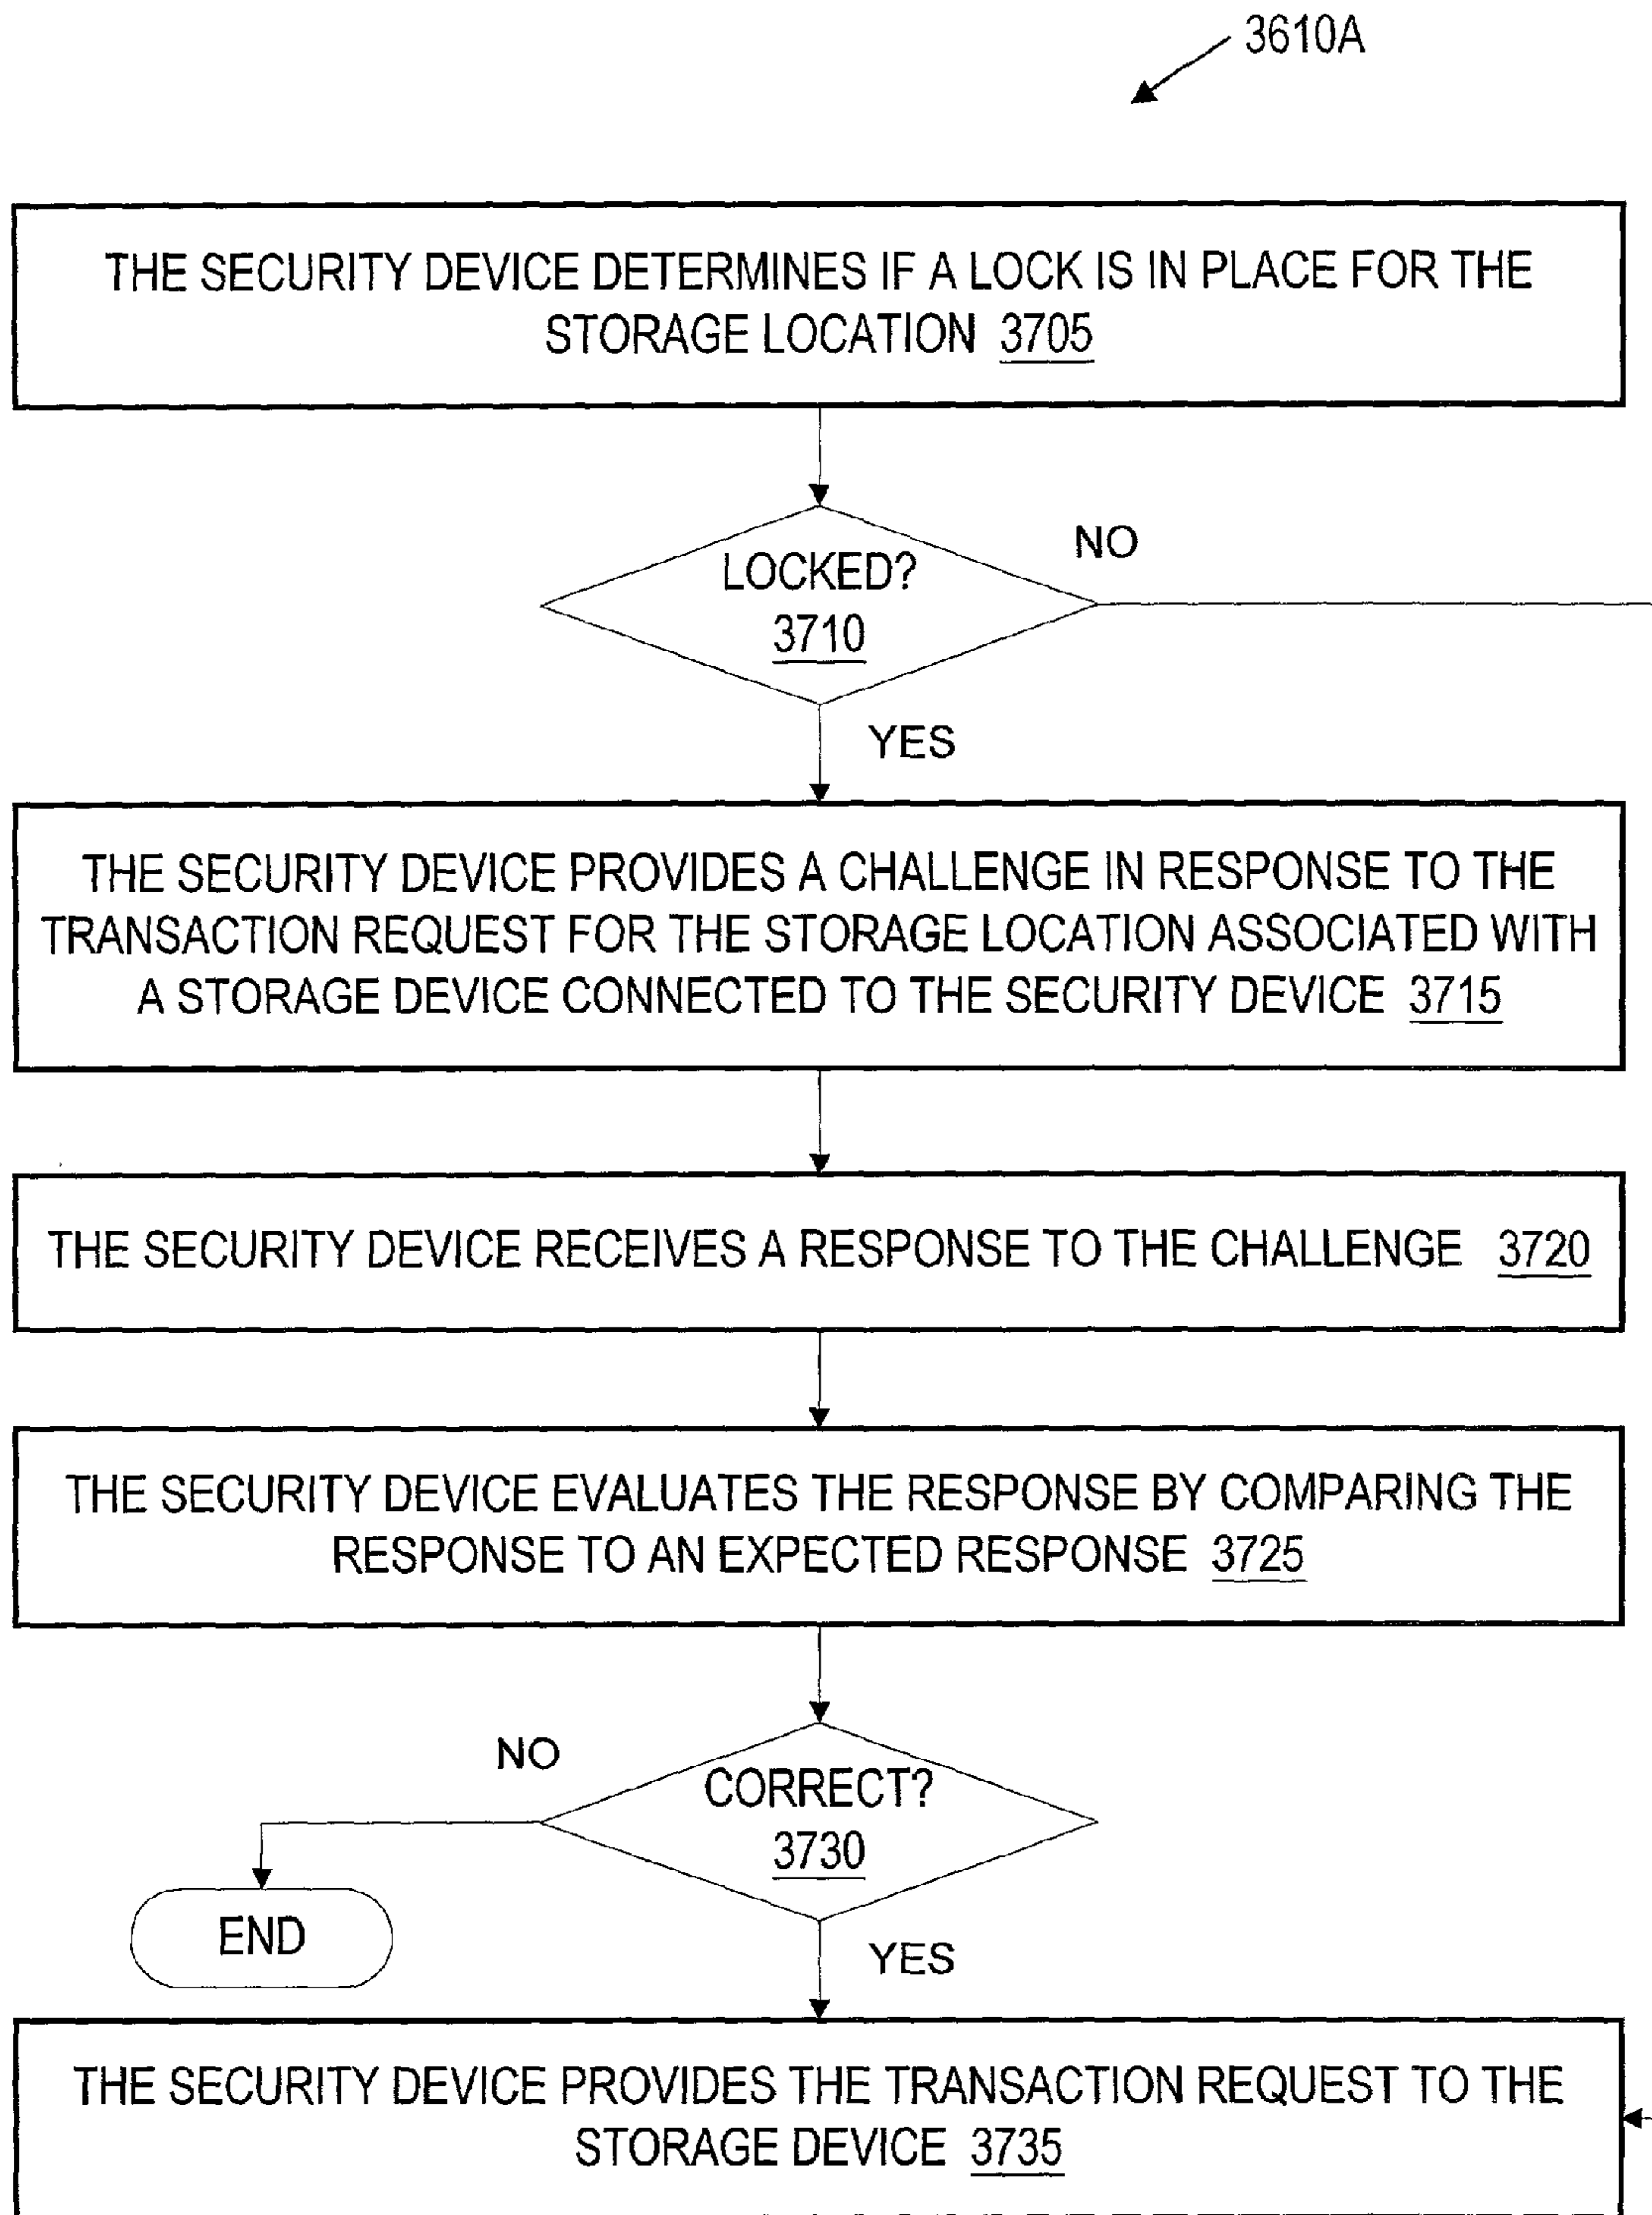 3610A
THE SECURITY DEVICE DETERMINES IF A LOCK IS IN PLACE FOR THE
STORAGE LOCATION 3705
LOCKED?
3710
NO
YES
THE SECURITY DEVICE PROVIDES A CHALLENGE IN RESPONSE TO THE
TRANSACTION REQUEST FOR THE STORAGE LOCATION ASSOCIATED WITH
A STORAGE DEVICE CONNECTED TO THE SECURITY DEVICE 3715
THE SECURITY DEVICE RECEIVES A RESPONSE TO THE CHALLENGE 3720
THE SECURITY DEVICE EVALUATES THE RESPONSE BY COMPARING THE
RESPONSE TO AN EXPECTED RESPONSE 3725
NO
CORRECT?
3730
END
YES
THE SECURITY DEVICE PROVIDES THE TRANSACTION REQUEST TO THE
STORAGE DEVICE 3735